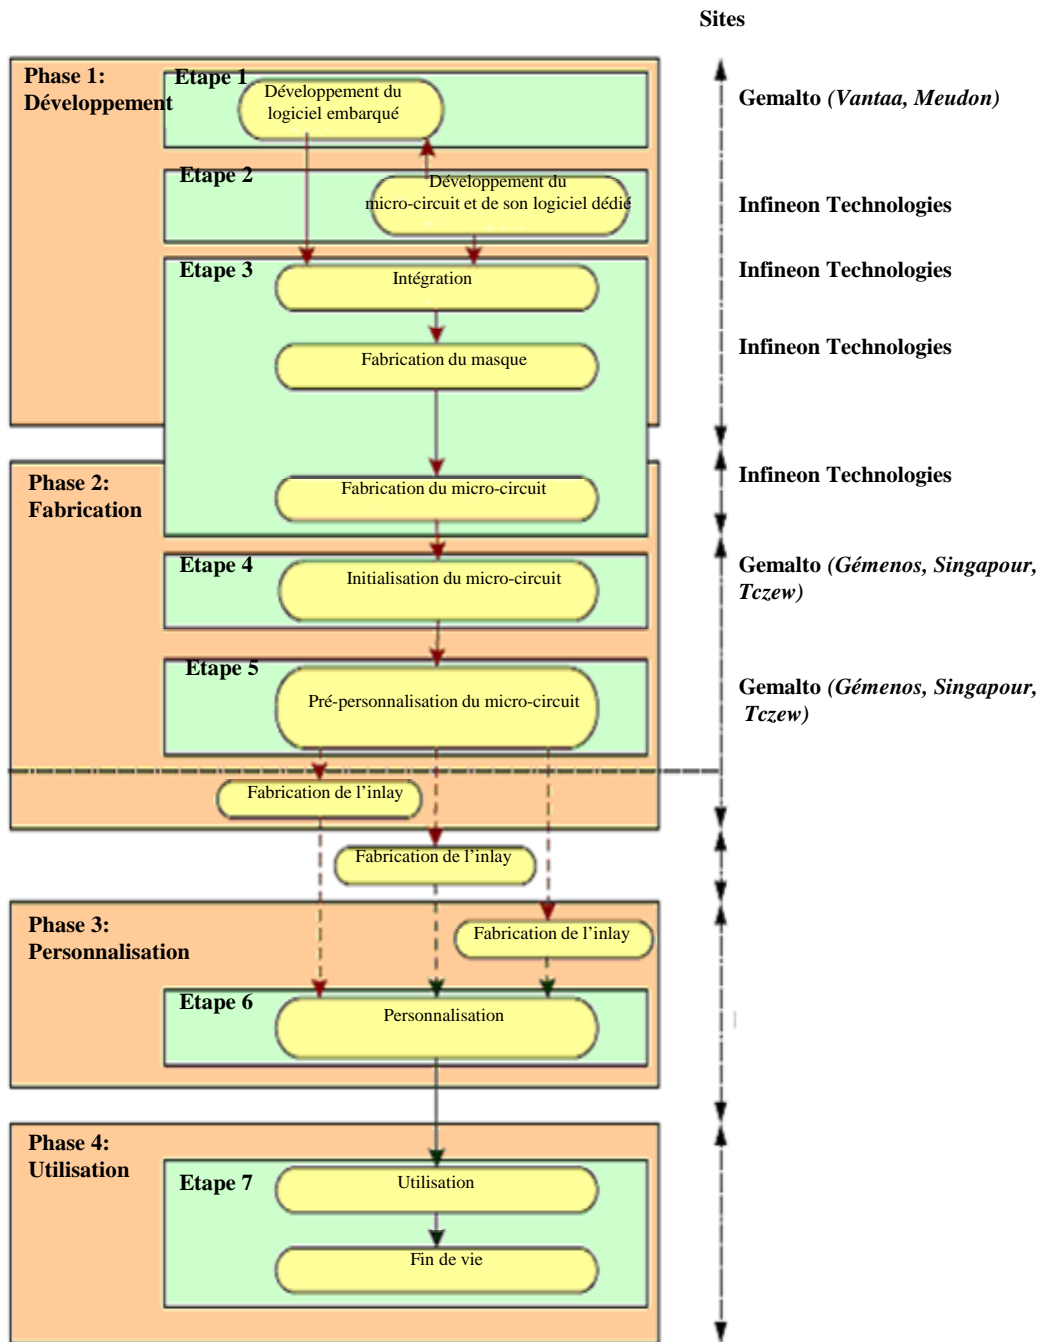 Sites
Phase 1:
Développement
Etape 1
Développement du
logiciel embarqué
Gemalto (Vantaa, Meudon)
Etape 2
Développement du
micro-circuit et de son logiciel dédié
Infineon Technologies
Etape 3
Intégration
Infineon Technologies
Fabrication du masque
Infineon Technologies
Phase 2:
Fabrication
Fabrication du micro-circuit
Infineon Technologies
Etape 4
Initialisation du micro-circuit
Gemalto (Gémenos, Singapour,
Tczew)
Etape 5
Pré-personnalisation du micro-circuit
Gemalto (Gémenos, Singapour,
Tczew)
Fabrication de l’inlay
Fabrication de l’inlay
Phase 3:
Personnalisation
Fabrication de l’inlay
Etape 6
Personnalisation
Phase 4:
Utilisation
Etape 7
Utilisation
Fin de vie